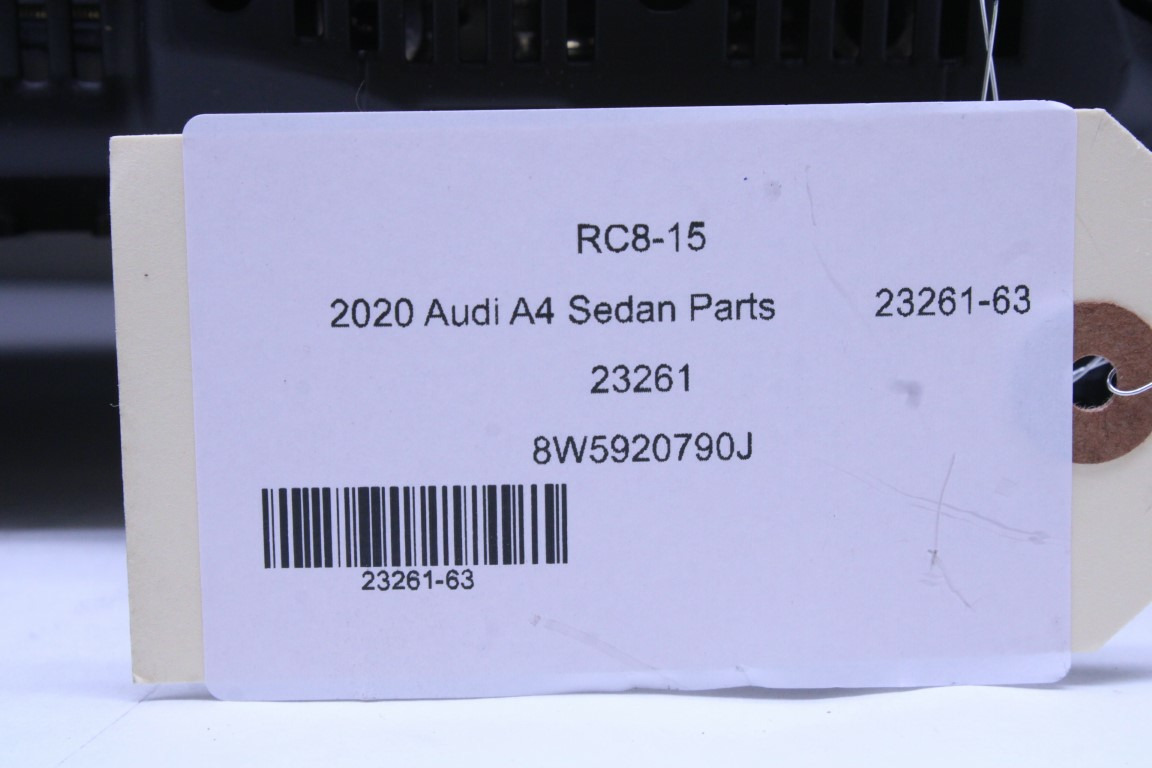 RC8-15
2020 Audi A4 Sedan Parts 23261-63
23261
8W5920790J
23261-63